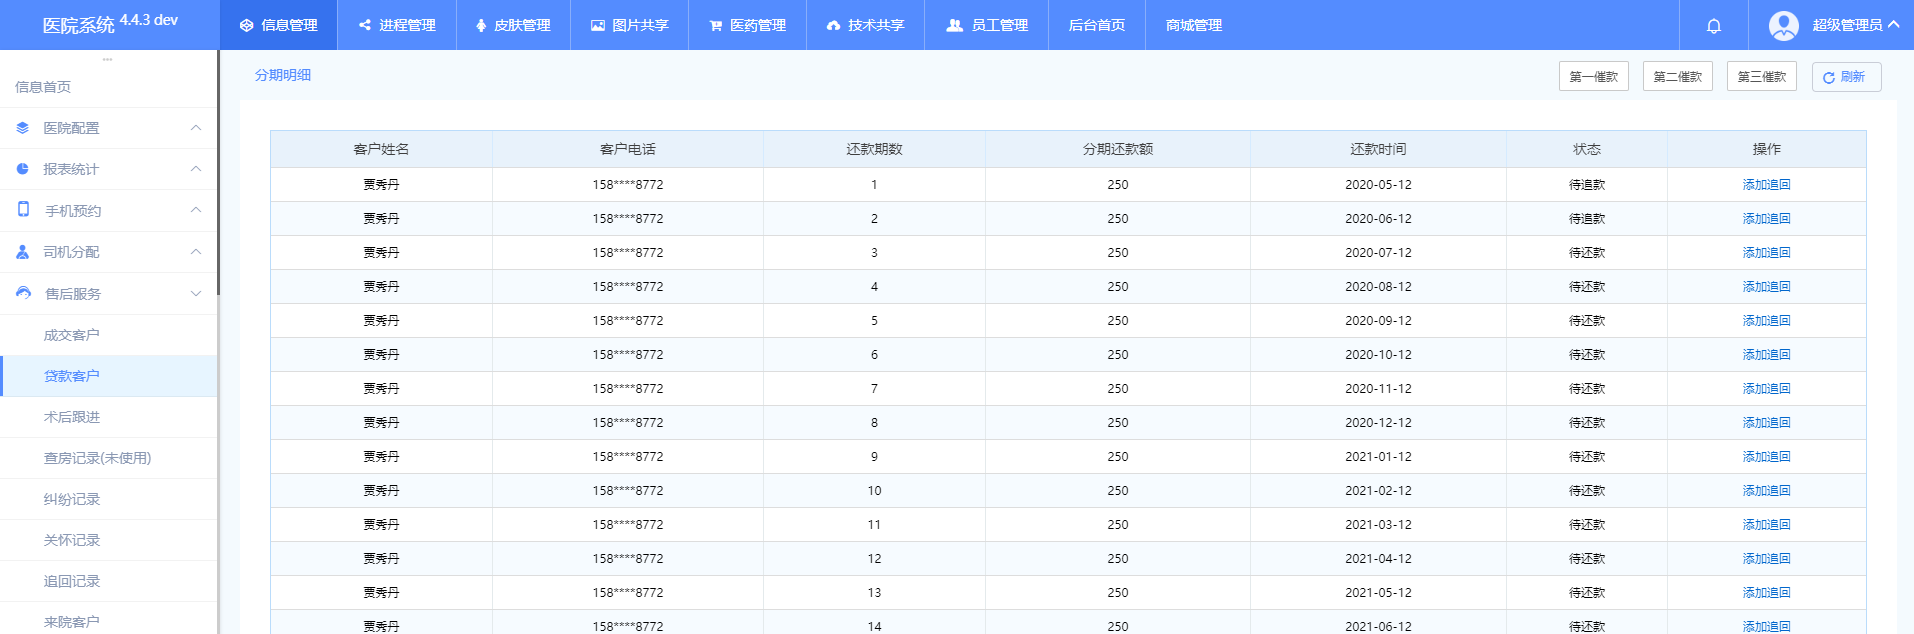 医院系统 4.4.3 dev
信息管理 进程管理 皮肤管理 图片共享 医药管理 技术共享 员工管理 后台首页 商城管理 超级管理员
信息首页
医院配置
报表统计
手机预约
司机分配
售后服务
成交客户
贷款客户
术后跟进
查房记录(未使用)
纠纷记录
关怀记录
追回记录
来院客户
分期明细 第一催款 第二催款 第三催款 刷新
客户姓名 客户电话 还款期数 分期还款额 还款时间 状态 操作
贾秀丹 158****8772 1 250 2020-05-12 待追款 添加追回
贾秀丹 158****8772 2 250 2020-06-12 待追款 添加追回
贾秀丹 158****8772 3 250 2020-07-12 待还款 添加追回
贾秀丹 158****8772 4 250 2020-08-12 待还款 添加追回
贾秀丹 158****8772 5 250 2020-09-12 待还款 添加追回
贾秀丹 158****8772 6 250 2020-10-12 待还款 添加追回
贾秀丹 158****8772 7 250 2020-11-12 待还款 添加追回
贾秀丹 158****8772 8 250 2020-12-12 待还款 添加追回
贾秀丹 158****8772 9 250 2021-01-12 待还款 添加追回
贾秀丹 158****8772 10 250 2021-02-12 待还款 添加追回
贾秀丹 158****8772 11 250 2021-03-12 待还款 添加追回
贾秀丹 158****8772 12 250 2021-04-12 待还款 添加追回
贾秀丹 158****8772 13 250 2021-05-12 待还款 添加追回
贾秀丹 158****8772 14 250 2021-06-12 待还款 添加追回